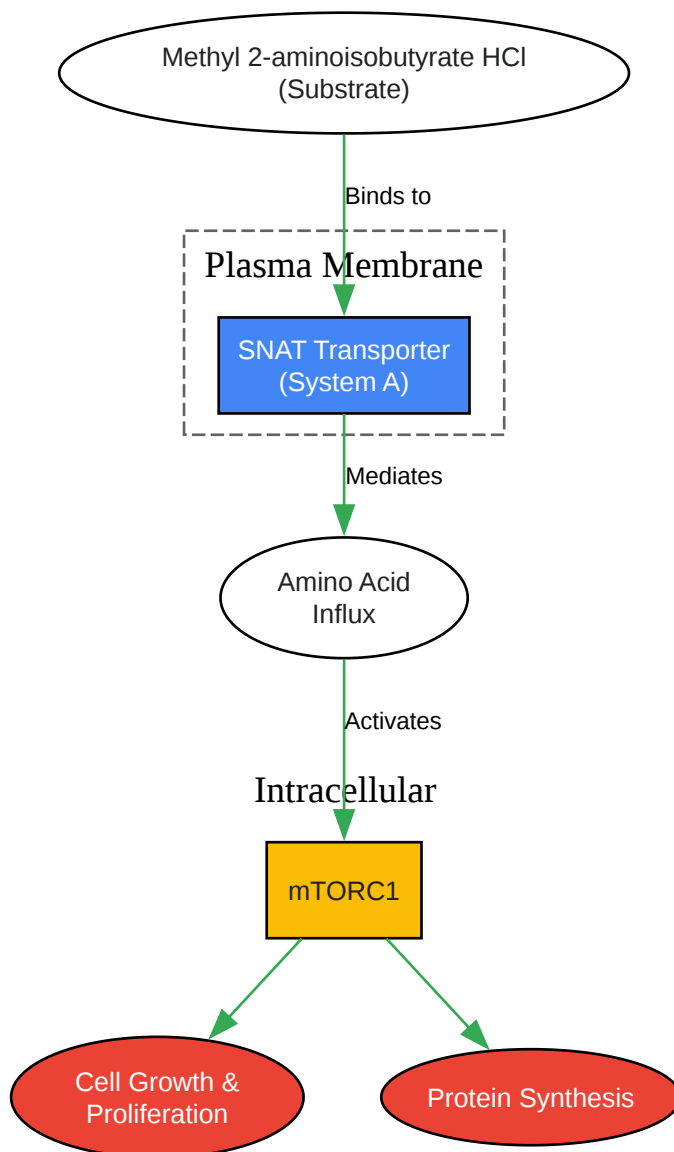 Methyl 2-aminoisobutyrate HCl
(Substrate)
Binds to
Plasma Membrane
SNAT Transporter
(System A)
Mediates
Amino Acid
Influx
Activates
Intracellular
mTORC1
Cell Growth &
Proliferation
Protein Synthesis